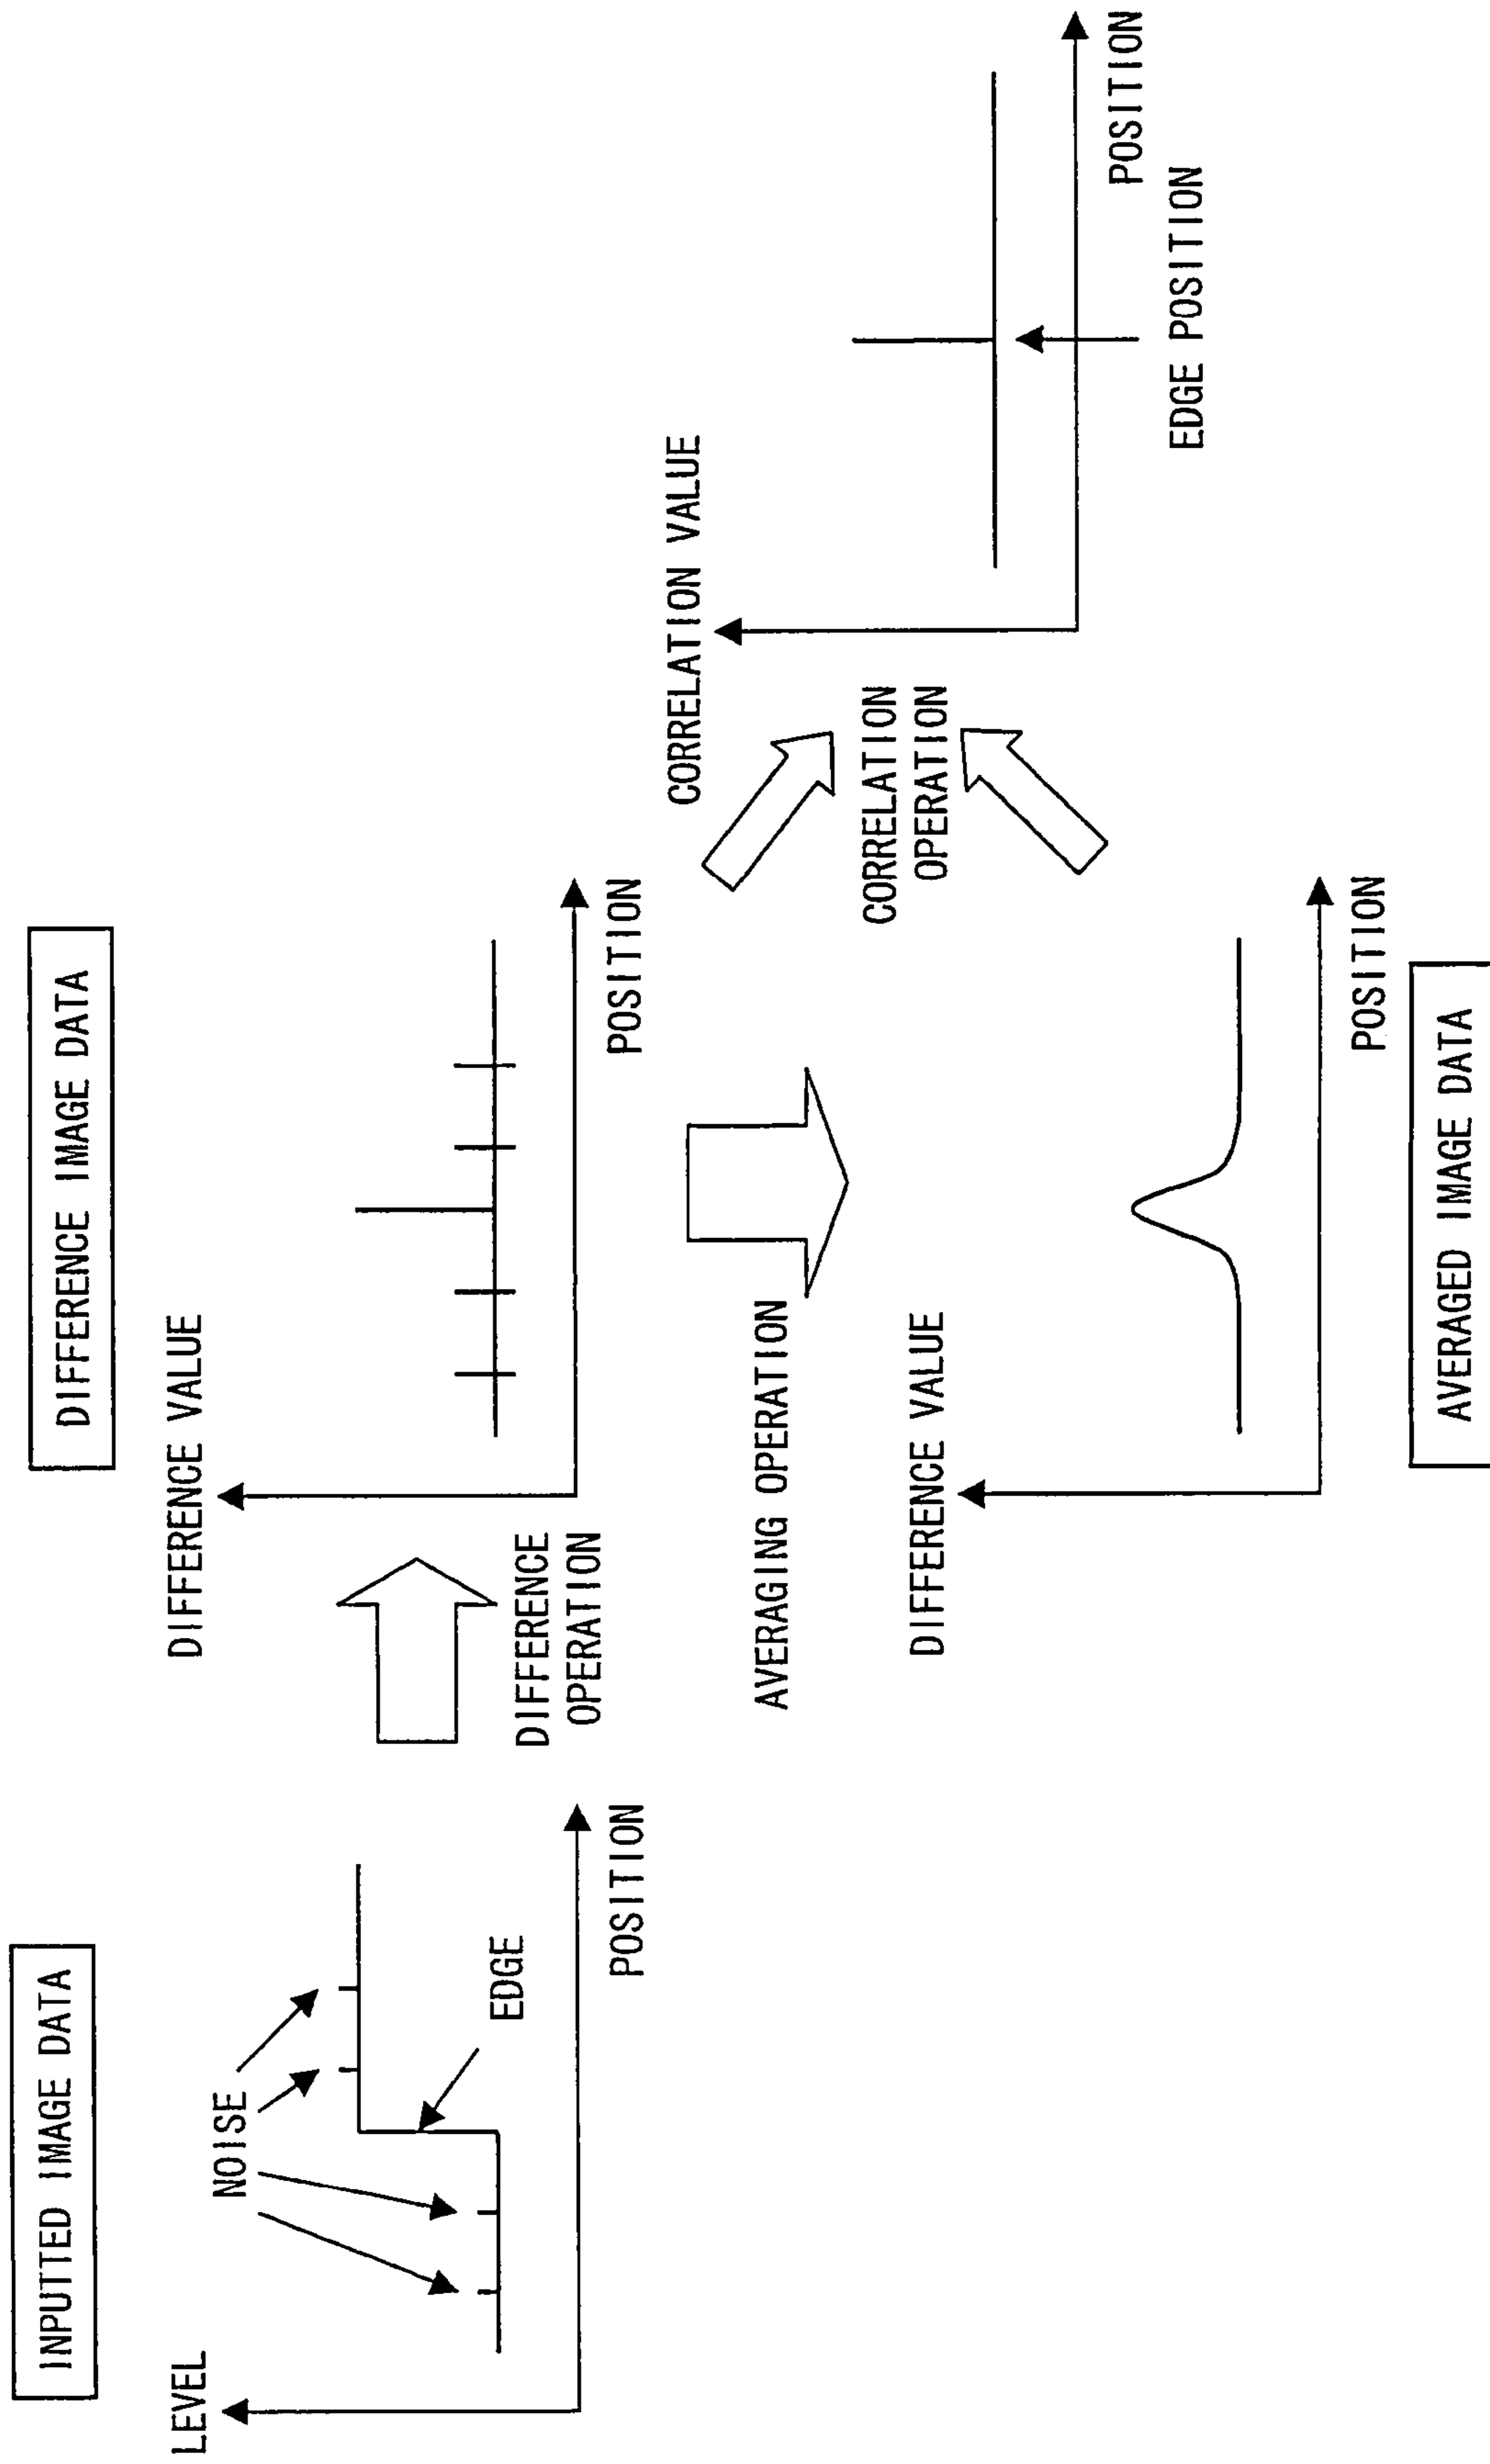 INPUTTED IMAGE DATA
LEVEL
NOISE
EDGE
POSITION
DIFFERENCE
OPERATION
DIFFERENCE IMAGE DATA
DIFFERENCE VALUE
POSITION
AVERAGING OPERATION
DIFFERENCE VALUE
POSITION
AVERAGED IMAGE DATA
CORRELATION
OPERATION
CORRELATION VALUE
POSITION
EDGE POSITION